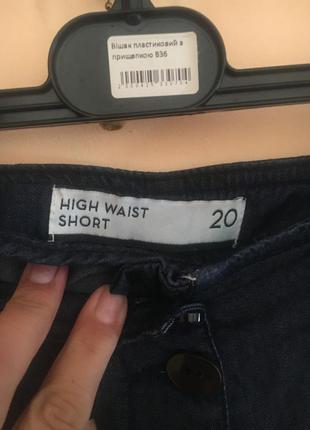 Вішак пластиковий з
прищепкою В36
HIGH WAIST
SHORT
20